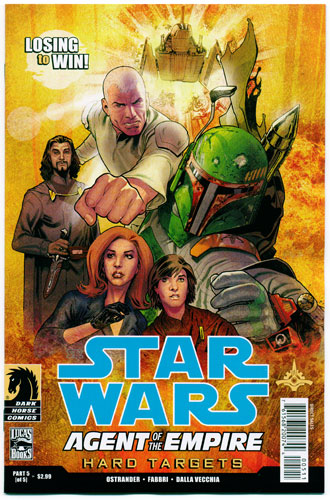 LOSING
to
WIN!
STAR
WARS
AGENT OF THE EMPIRE
HARD TARGETS
DARK
HORSE
COMICS
LUCAS
BOOKS
PART 5
(of 5)
$2.99
OSTRANDER • FABBRI • DALLA VECCHIA
00511